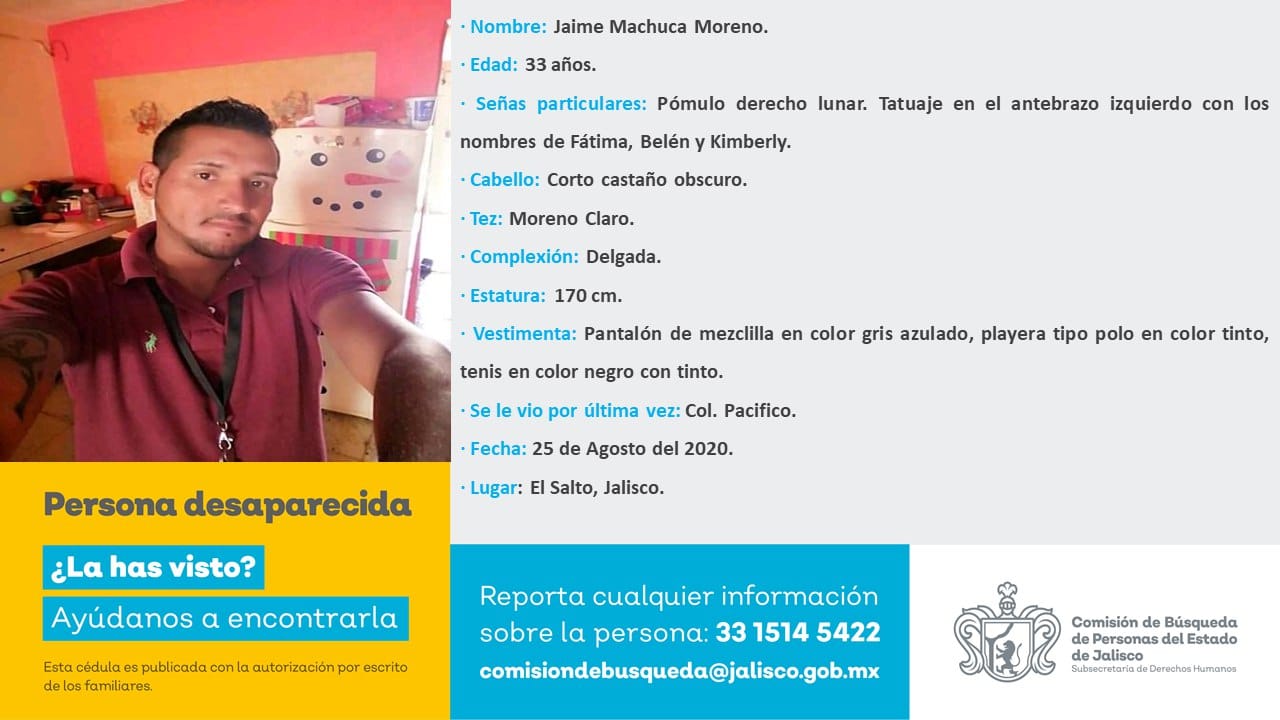 · Nombre: Jaime Machuca Moreno.
· Edad: 33 años.
· Señas particulares: Pómulo derecho lunar. Tatuaje en el antebrazo izquierdo con los
nombres de Fátima, Belén y Kimberly.
· Cabello: Corto castaño obscuro.
· Tez: Moreno Claro.
· Complexión: Delgada.
· Estatura: 170 cm.
· Vestimenta: Pantalón de mezclilla en color gris azulado, playera tipo polo en color tinto,
tenis en color negro con tinto.
· Se le vio por última vez: Col. Pacifico.
· Fecha: 25 de Agosto del 2020.
· Lugar: El Salto, Jalisco.
Persona desaparecida
¿La has visto?
Ayúdanos a encontrarla
Esta cédula es publicada con la autorización por escrito
de los familiares.
Reporta cualquier información
sobre la persona: 33 1514 5422
comisiondebusqueda@jalisco.gob.mx
Comisión de Búsqueda
de Personas del Estado
de Jalisco
Subsecretaría de Derechos Humanos